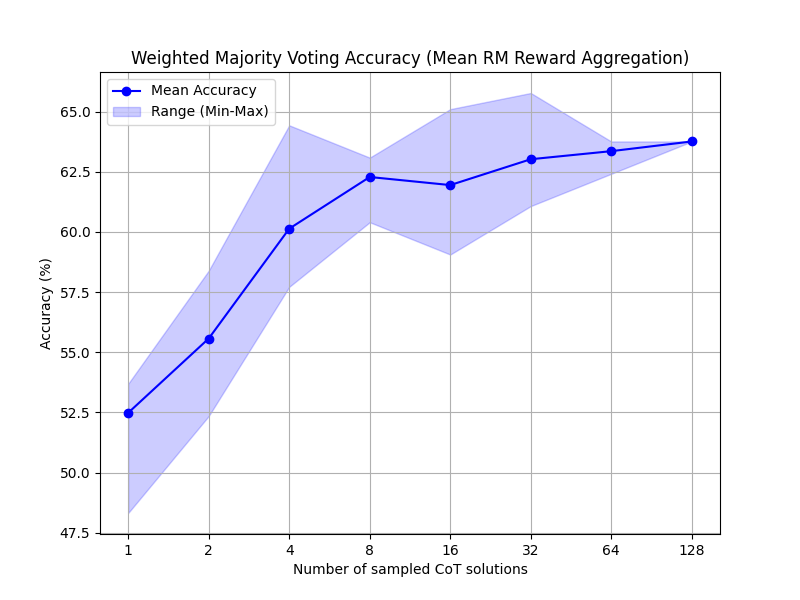 Weighted Majority Voting Accuracy (Mean RM Reward Aggregation)
Mean Accuracy
Range (Min-Max)
65.0
62.5
60.0
57.5
55.0
52.5
50.0
47.5
Accuracy (%)
1 2 4 8 16 32 64 128
Number of sampled CoT solutions